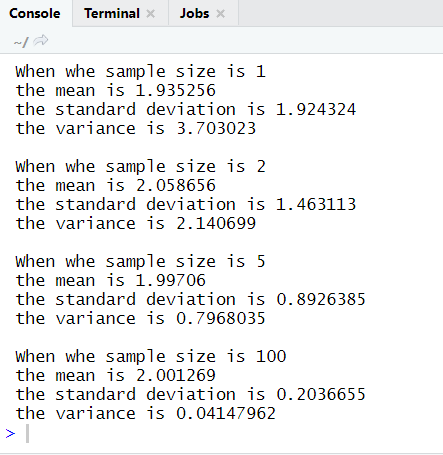 Console Terminal × Jobs ×
~/
When whe sample size is 1
the mean is 1.935256
the standard deviation is 1.924324
the variance is 3.703023
When whe sample size is 2
the mean is 2.058656
the standard deviation is 1.463113
the variance is 2.140699
When whe sample size is 5
the mean is 1.99706
the standard deviation is 0.8926385
the variance is 0.7968035
When whe sample size is 100
the mean is 2.001269
the standard deviation is 0.2036655
the variance is 0.04147962
>